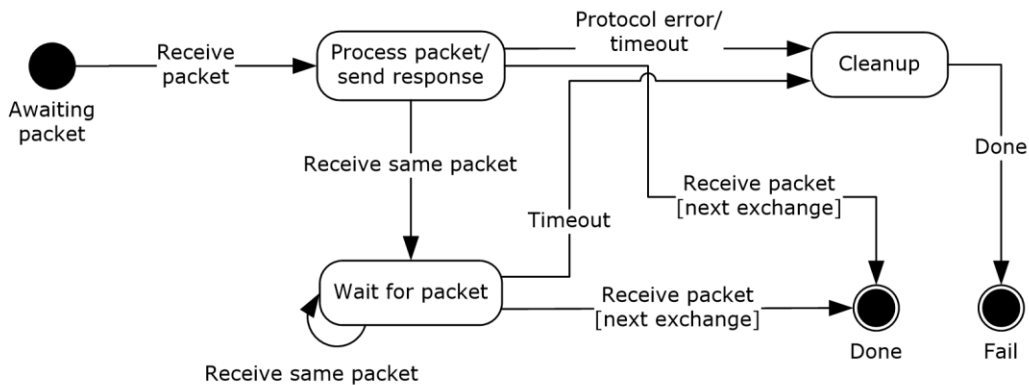 Protocol error/
timeout
Receive
packet
Process packet/
send response
Cleanup
Awaiting
packet
Done
Receive same packet
Receive packet
[next exchange]
Timeout
Wait for packet
Receive packet
[next exchange]
Done
Fail
Receive same packet